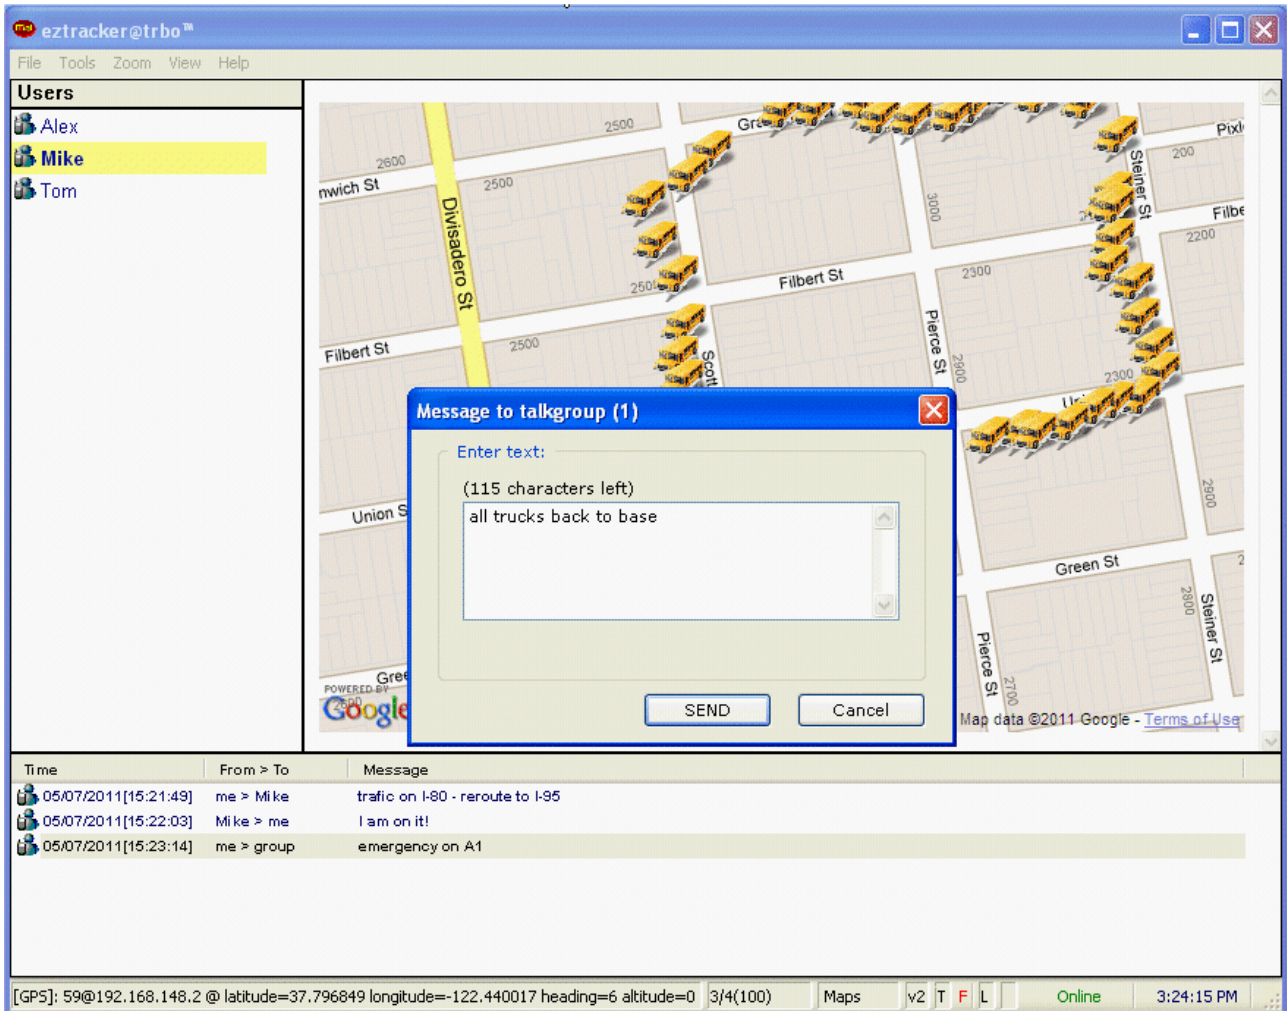 eztracker@trbo™
File Tools Zoom View Help
Users
Alex
Mike
Tom
2500
2600
nwich St
2500
Divisadero St
3000
Steiner St
200
Filbert St
2300
2200
Filbert St
2500
Pierce St
2900
2300
Scott
Union S
2900
Green St
2800
Steiner St
Pierce St
2700
POWERED BY
Google
Map data ©2011 Google - Terms of Use
Message to talkgroup (1)
Enter text:
(115 characters left)
all trucks back to base
SEND Cancel
Time From > To Message
05/07/2011[15:21:49] me > Mike trafic on I-80 - reroute to I-95
05/07/2011[15:22:03] Mike > me I am on it!
05/07/2011[15:23:14] me > group emergency on A1
[GPS]: 59@192.168.148.2 @ latitude=37.796849 longitude=-122.440017 heading=6 altitude=0 3/4(100) Maps v2 T F L Online 3:24:15 PM